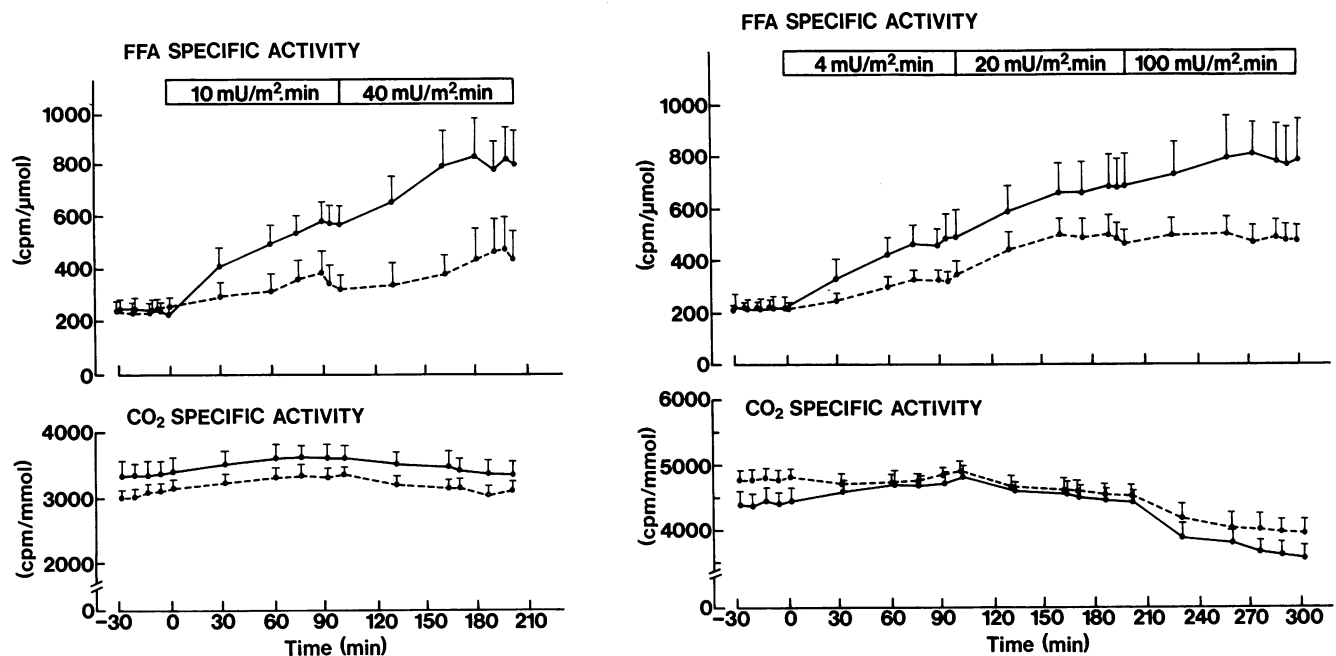 FFA SPECIFIC ACTIVITY
10 mU/m².min 40 mU/m².min
1000
800
600
400
200
0
(cpm/µmol)
CO₂ SPECIFIC ACTIVITY
4000
3000
2000
0
(cpm/mmol)
−30 0 30 60 90 120 150 180 210
Time (min)
FFA SPECIFIC ACTIVITY
4 mU/m².min 20 mU/m².min 100 mU/m².min
1000
800
600
400
200
0
(cpm/µmol)
6000
CO₂ SPECIFIC ACTIVITY
5000
4000
0
(cpm/mmol)
−30 0 30 60 90 120 150 180 210 240 270 300
Time (min)